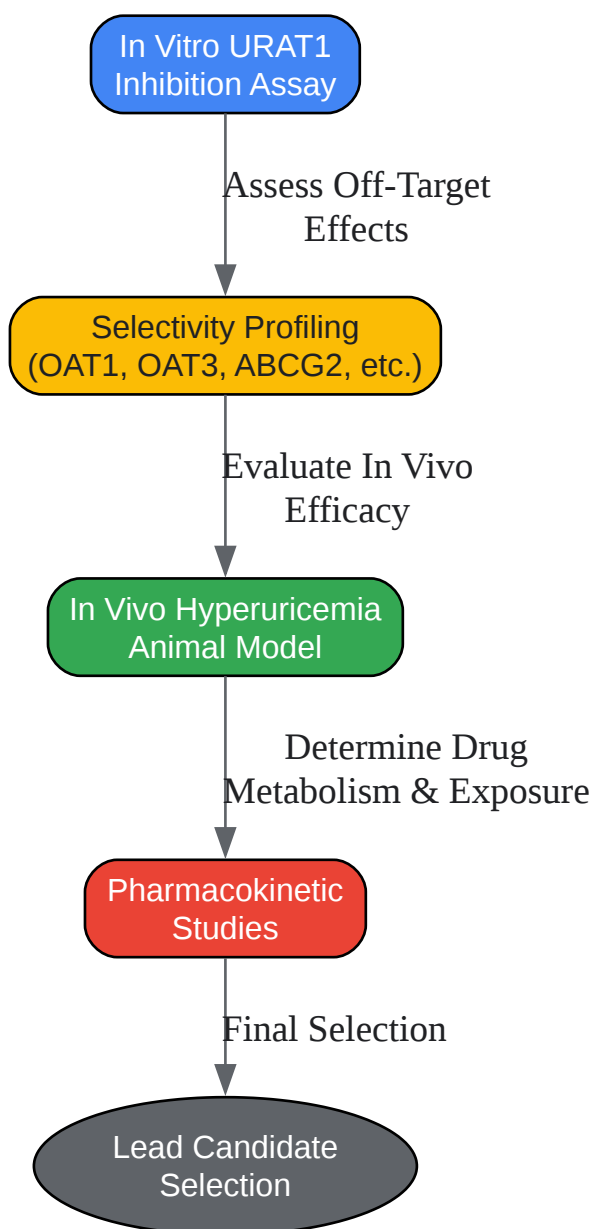 In Vitro URAT1
Inhibition Assay
Assess Off-Target
Effects
Selectivity Profiling
(OAT1, OAT3, ABCG2, etc.)
Evaluate In Vivo
Efficacy
In Vivo Hyperuricemia
Animal Model
Determine Drug
Metabolism & Exposure
Pharmacokinetic
Studies
Final Selection
Lead Candidate
Selection